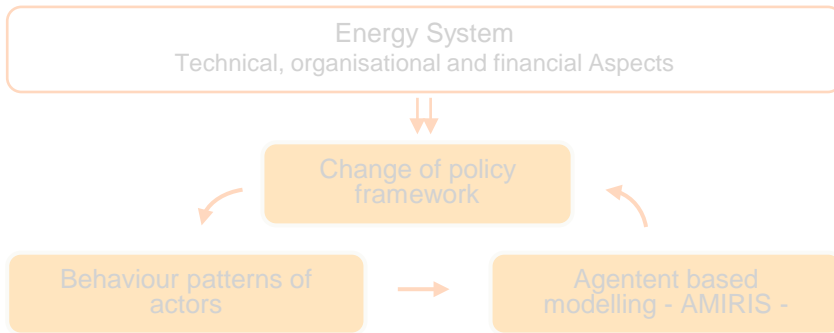 Energy System
Technical, organisational and financial Aspects
Change of policy
framework
Behaviour patterns of
actors
Agentent based
modelling - AMIRIS -